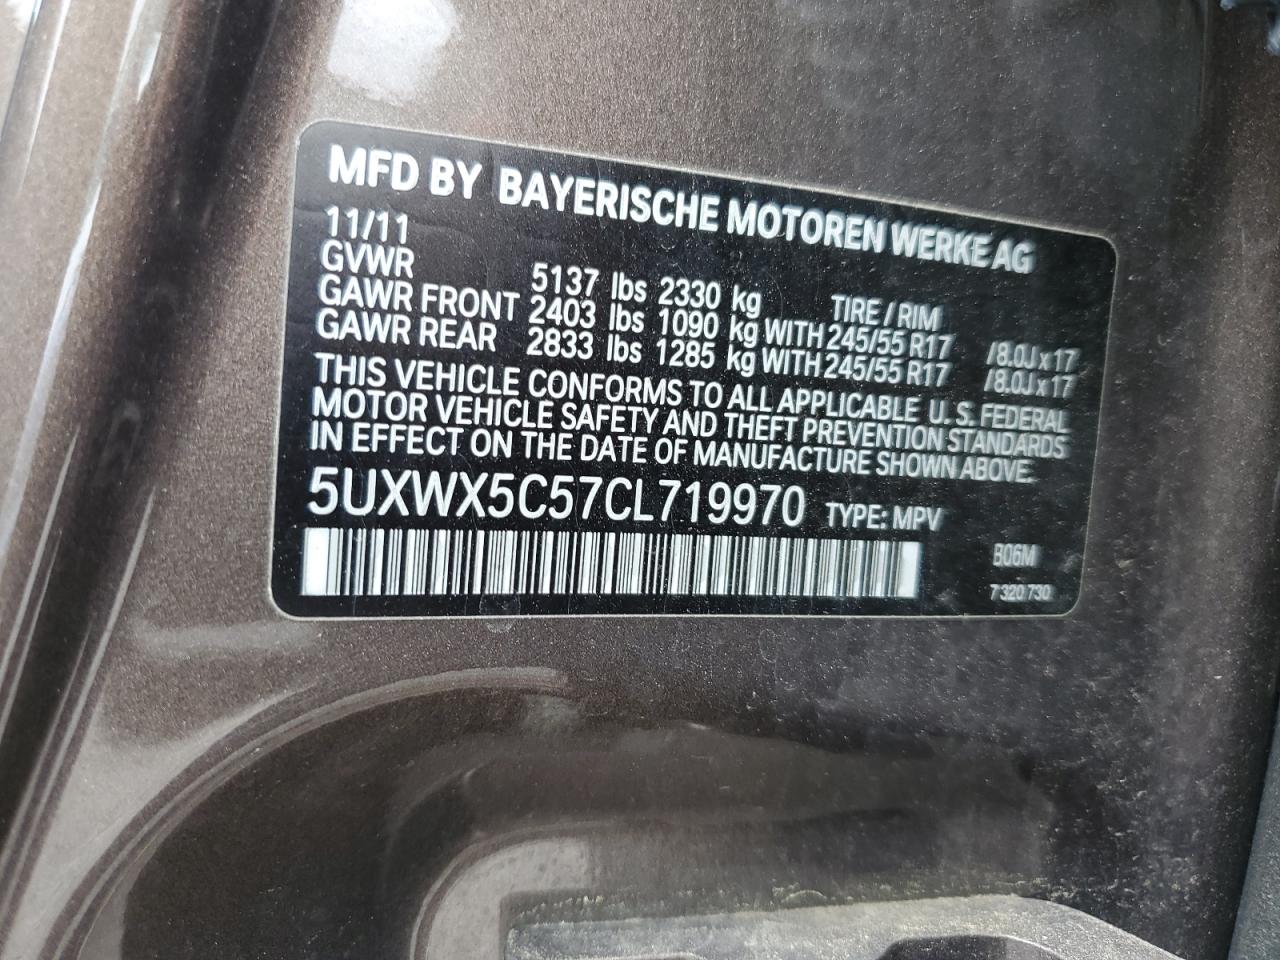 MFD BY BAYERISCHE MOTOREN WERKE AG
11/11
GVWR 5137 lbs 2330 kg TIRE / RIM
GAWR FRONT 2403 lbs 1090 kg WITH 245/55 R17 /8.0J x 17
GAWR REAR 2833 lbs 1285 kg WITH 245/55 R17 /8.0J x 17
THIS VEHICLE CONFORMS TO ALL APPLICABLE U.S. FEDERAL
MOTOR VEHICLE SAFETY AND THEFT PREVENTION STANDARDS
IN EFFECT ON THE DATE OF MANUFACTURE SHOWN ABOVE.
5UXWX5C57CL719970 TYPE: MPV
B06M
7 320 730